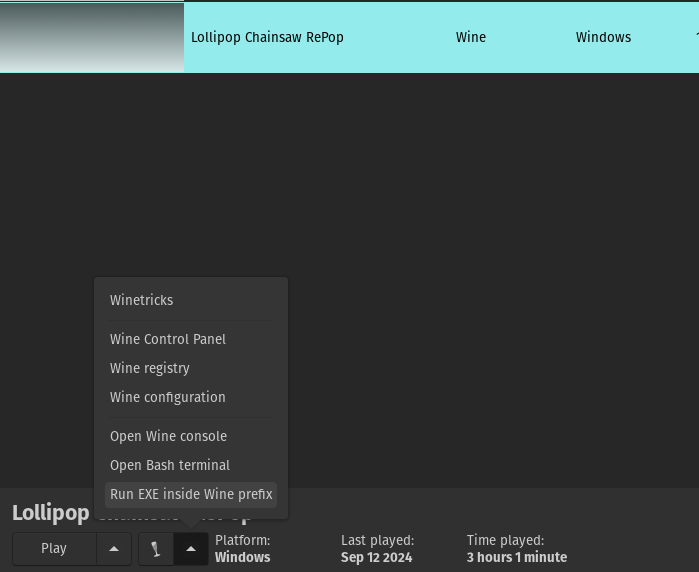 Lollipop Chainsaw RePop Wine Windows
Winetricks
Wine Control Panel
Wine registry
Wine configuration
Open Wine console
Open Bash terminal
Run EXE inside Wine prefix
Lollipop
Play
Platform: Last played: Time played:
Windows Sep 12 2024 3 hours 1 minute